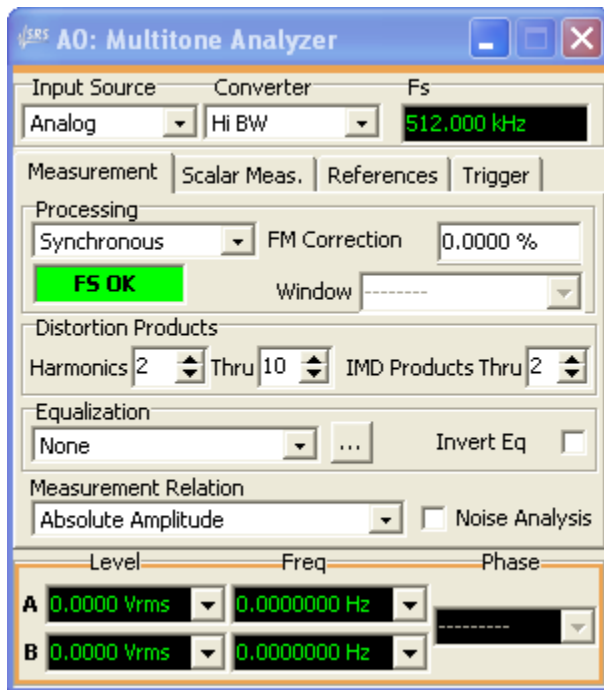 SRS A0: Multitone Analyzer
Input Source Converter Fs
Analog Hi BW 512.000 kHz
Measurement Scalar Meas. References Trigger
Processing
Synchronous FM Correction 0.0000 %
FS OK Window --------
Distortion Products
Harmonics 2 Thru 10 IMD Products Thru 2
Equalization
None ... Invert Eq
Measurement Relation
Absolute Amplitude Noise Analysis
Level Freq Phase
A 0.0000 Vrms 0.0000000 Hz
---------
B 0.0000 Vrms 0.0000000 Hz